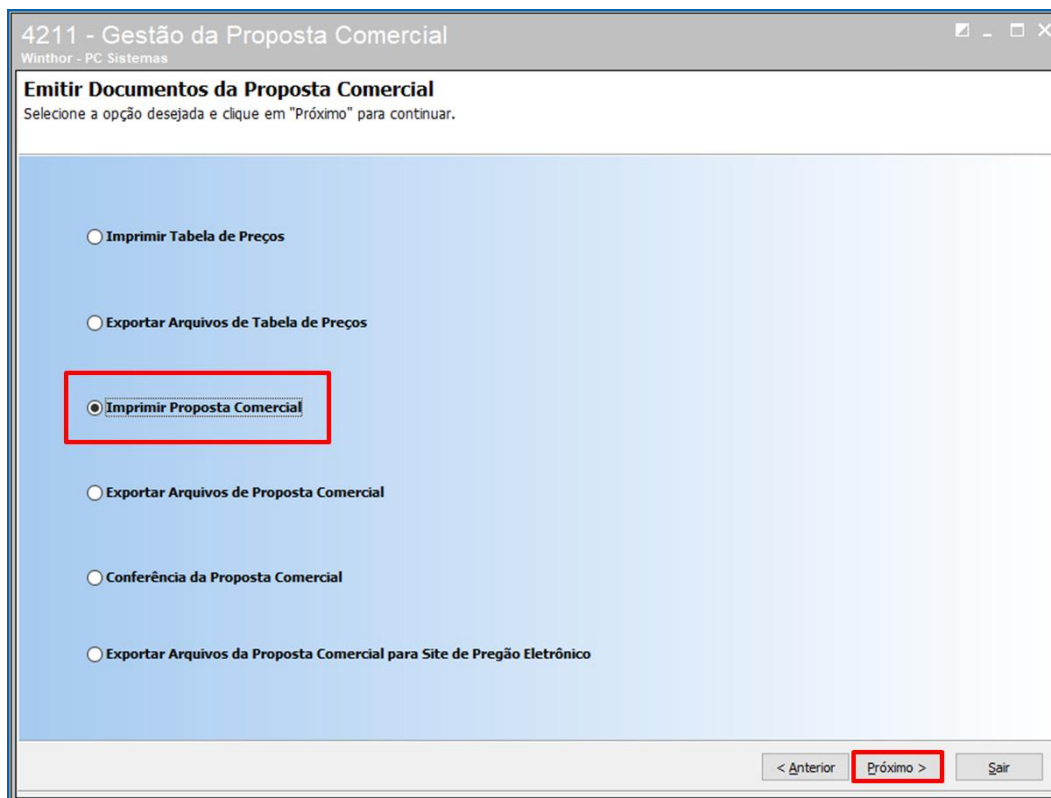 4211 - Gestão da Proposta Comercial
Winthor - PC Sistemas
Emitir Documentos da Proposta Comercial
Selecione a opção desejada e clique em "Próximo" para continuar.
Imprimir Tabela de Preços
Exportar Arquivos de Tabela de Preços
Imprimir Proposta Comercial
Exportar Arquivos de Proposta Comercial
Conferência da Proposta Comercial
Exportar Arquivos da Proposta Comercial para Site de Pregão Eletrônico
< Anterior Próximo > Sair